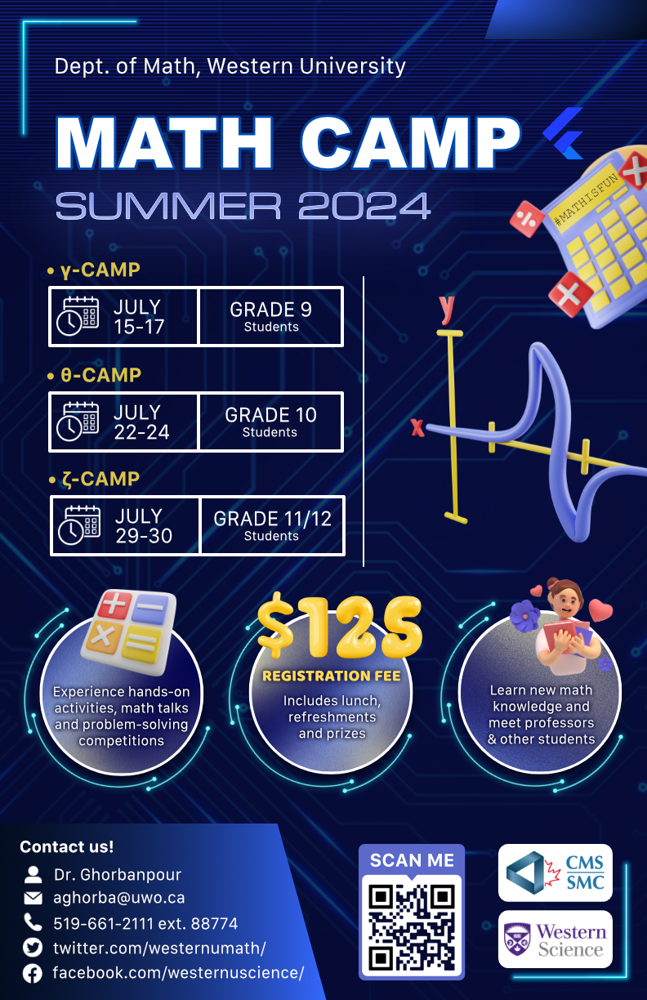 Dept. of Math, Western University
MATH CAMP
SUMMER 2024
#MATHISFUN
• γ-CAMP
JULY
15-17
GRADE 9
Students
• θ-CAMP
JULY
22-24
GRADE 10
Students
• ζ-CAMP
JULY
29-30
GRADE 11/12
Students
y
x
Experience hands-on
activities, math talks
and problem-solving
competitions
$125
REGISTRATION FEE
Includes lunch,
refreshments
and prizes
Learn new math
knowledge and
meet professors
& other students
Contact us!
Dr. Ghorbanpour
aghorba@uwo.ca
519-661-2111 ext. 88774
twitter.com/westernumath/
facebook.com/westernuscience/
SCAN ME
CMS
SMC
Western
Science